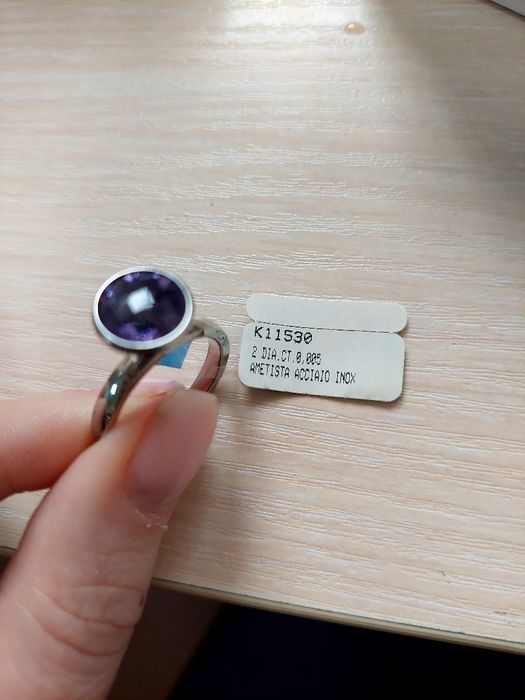 K11530
2 DIA.CT.0,005
AMETISTA ACCIAIO INOX